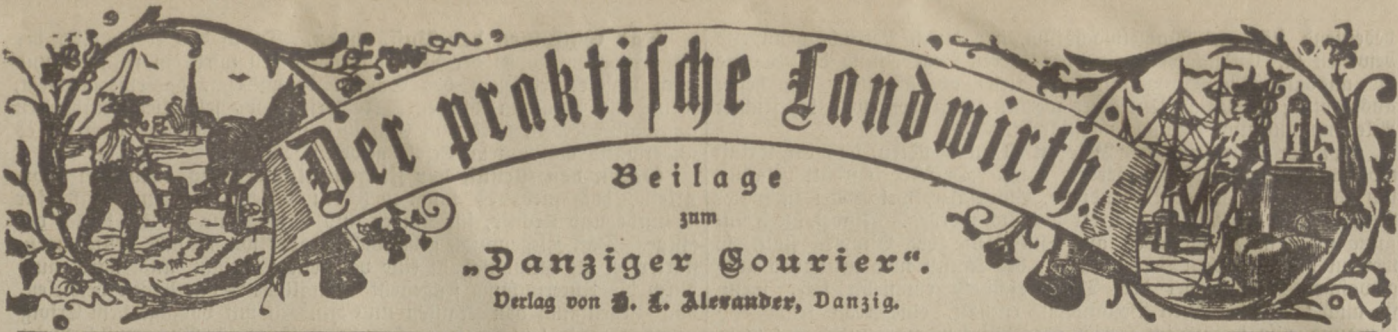 Der praktische Landwirth.
Beilage
zum
„Danziger Courier“.
Verlag von H. L. Alexander, Danzig.